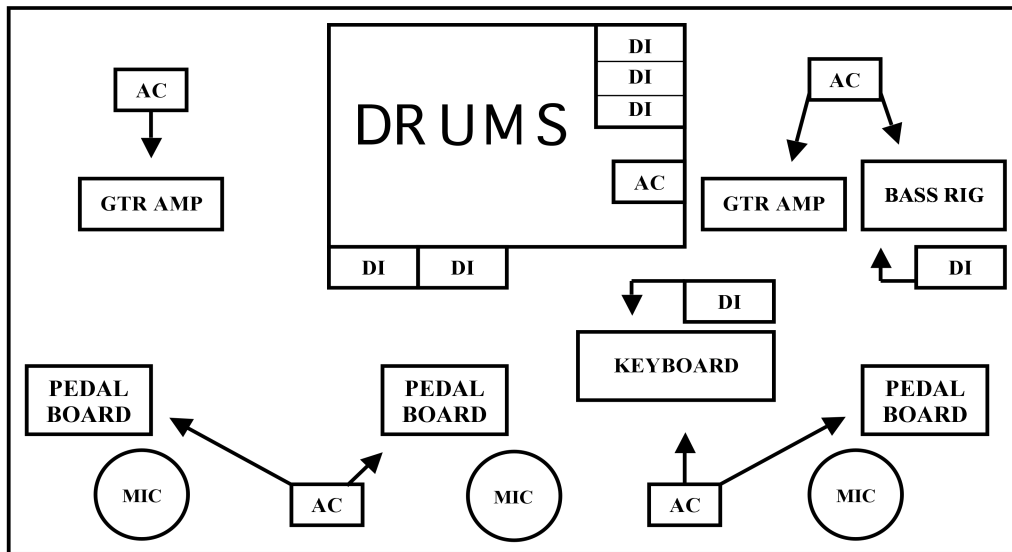 DI
DI
DI
DRUMS
AC
AC
AC
GTR AMP
GTR AMP
BASS RIG
DI
DI
DI
DI
KEYBOARD
PEDAL
BOARD
PEDAL
BOARD
PEDAL
BOARD
MIC
AC
MIC
AC
MIC